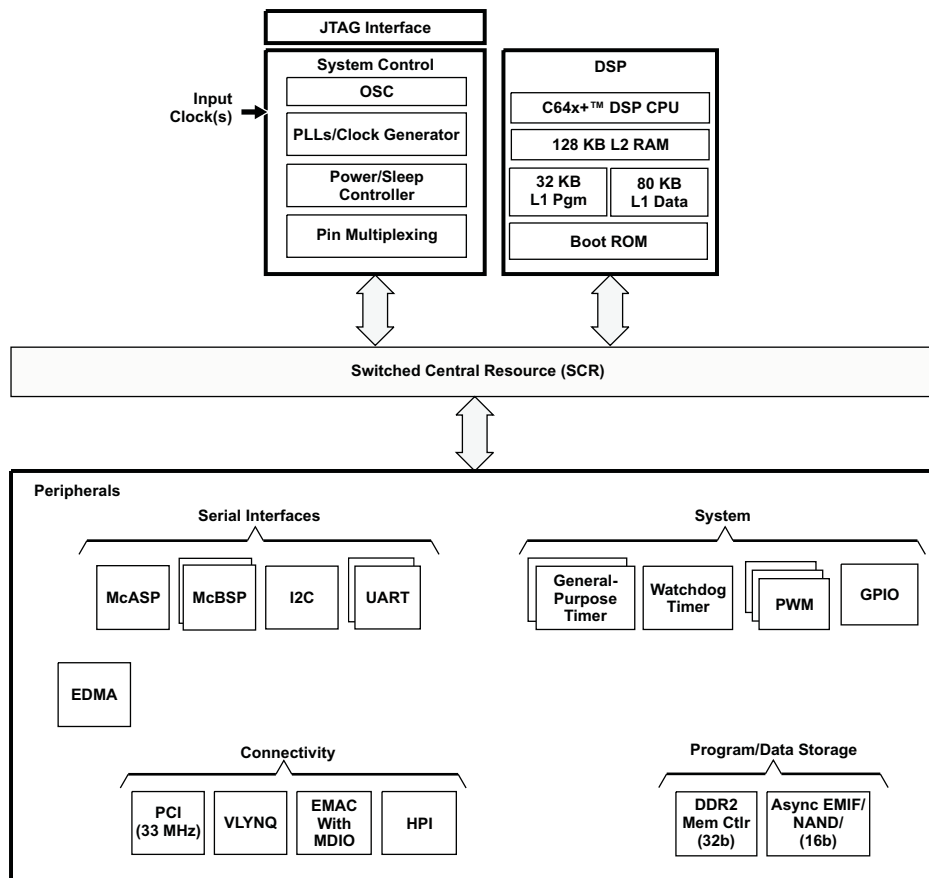 JTAG Interface
System Control
OSC
PLLs/Clock Generator
Power/Sleep
Controller
Pin Multiplexing
Input
Clock(s)
DSP
C64x+™ DSP CPU
128 KB L2 RAM
32 KB
L1 Pgm
80 KB
L1 Data
Boot ROM
Switched Central Resource (SCR)
Peripherals
Serial Interfaces
McASP
McBSP
I2C
UART
System
General-
Purpose
Timer
Watchdog
Timer
PWM
GPIO
EDMA
Connectivity
PCI
(33 MHz)
VLYNQ
EMAC
With
MDIO
HPI
Program/Data Storage
DDR2
Mem Ctlr
(32b)
Async EMIF/
NAND/
(16b)